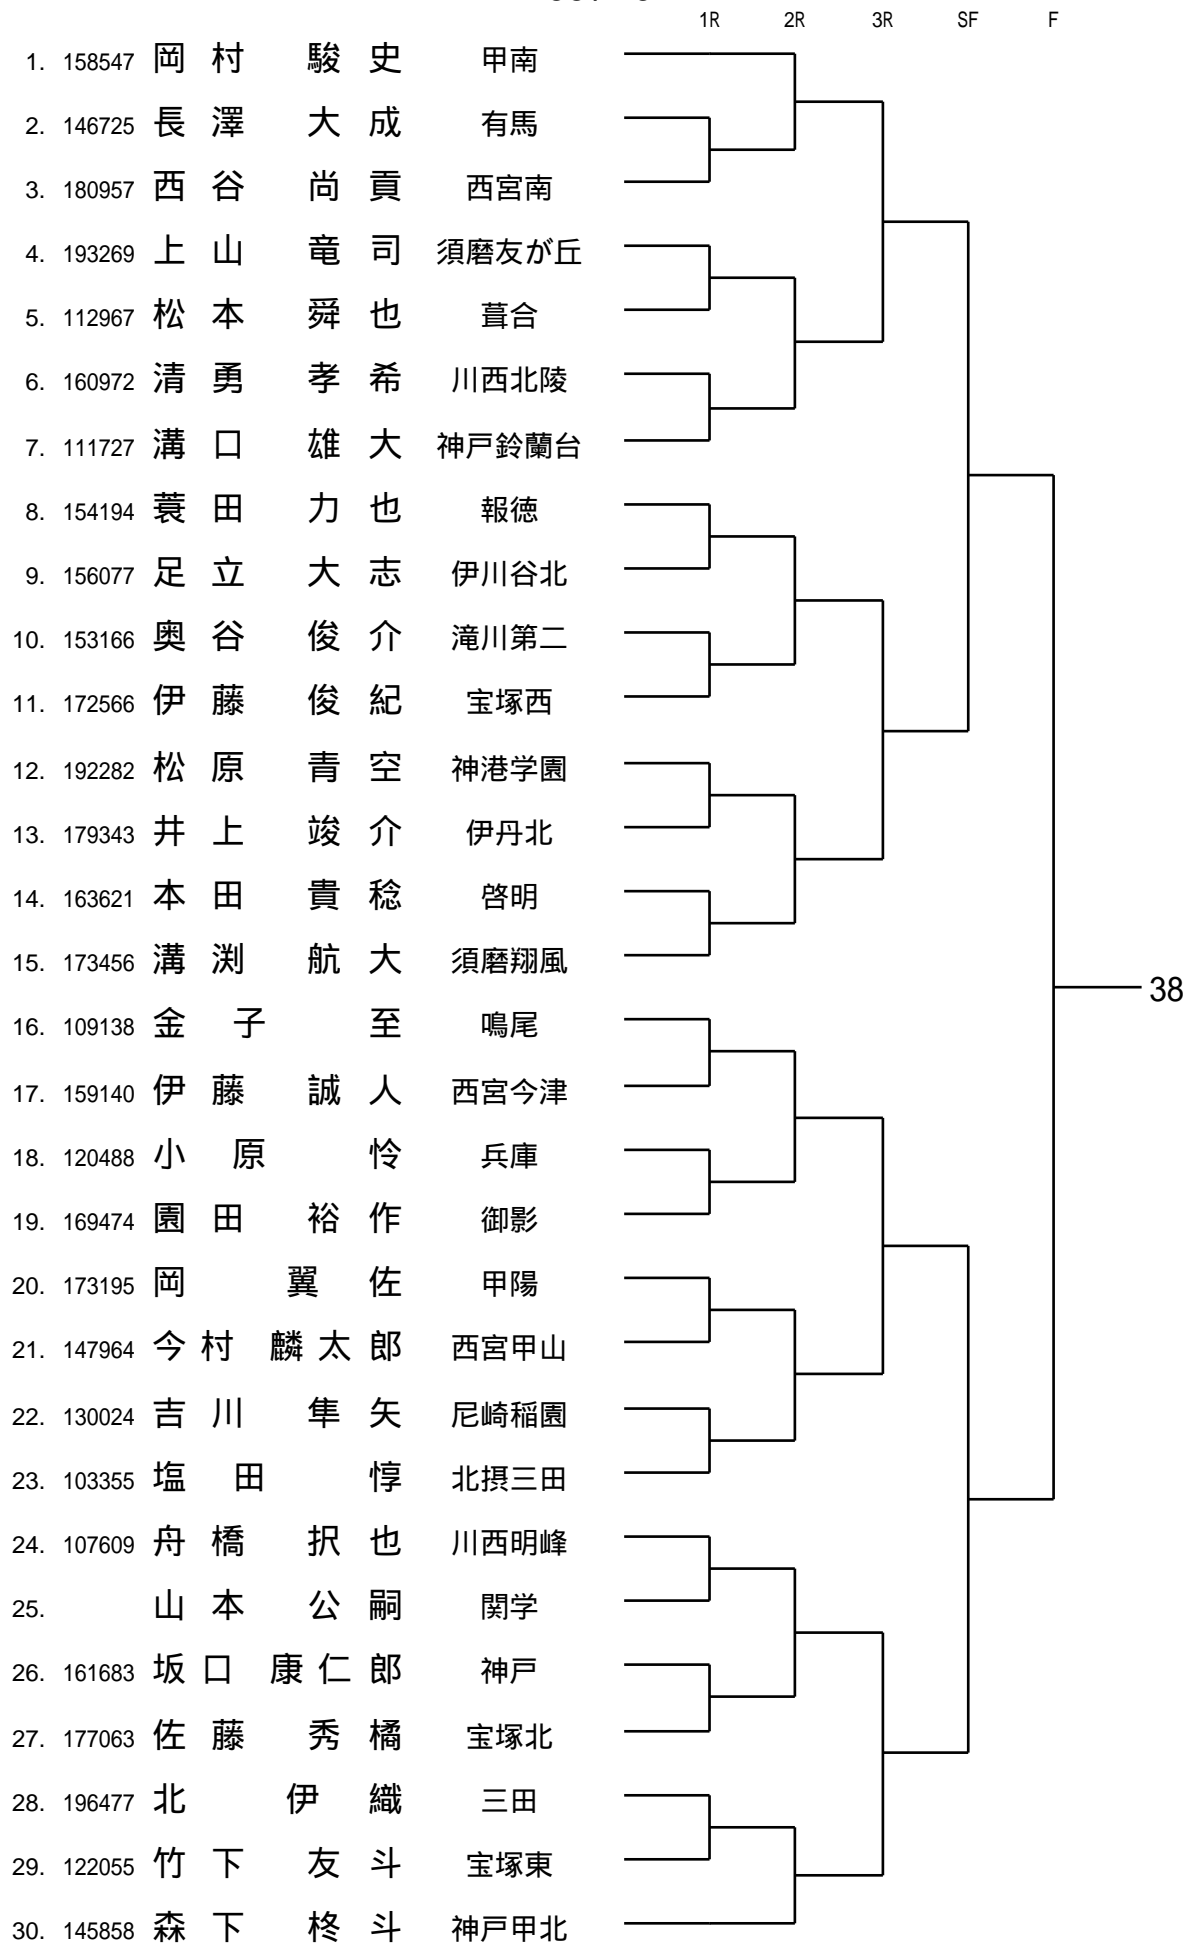 1R 2R 3R SF F
1. 158547 岡村 駿史 甲南
2. 146725 長澤 大成 有馬
3. 180957 西谷 尚貢 西宮南
4. 193269 上山 竜司 須磨友が丘
5. 112967 松本 舜也 葺合
6. 160972 清勇 孝希 川西北陵
7. 111727 溝口 雄大 神戸鈴蘭台
8. 154194 蓑田 力也 報徳
9. 156077 足立 大志 伊川谷北
10. 153166 奥谷 俊介 滝川第二
11. 172566 伊藤 俊紀 宝塚西
12. 192282 松原 青空 神港学園
13. 179343 井上 竣介 伊丹北
14. 163621 本田 貴稔 啓明
15. 173456 溝渕 航大 須磨翔風
38
16. 109138 金子 至 鳴尾
17. 159140 伊藤 誠人 西宮今津
18. 120488 小原 怜 兵庫
19. 169474 園田 裕作 御影
20. 173195 岡 翼佐 甲陽
21. 147964 今村 麟太郎 西宮甲山
22. 130024 吉川 隼矢 尼崎稲園
23. 103355 塩田 惇 北摂三田
24. 107609 舟橋 択也 川西明峰
25. 山本 公嗣 関学
26. 161683 坂口 康仁郎 神戸
27. 177063 佐藤 秀橘 宝塚北
28. 196477 北 伊織 三田
29. 122055 竹下 友斗 宝塚東
30. 145858 森下 柊斗 神戸甲北